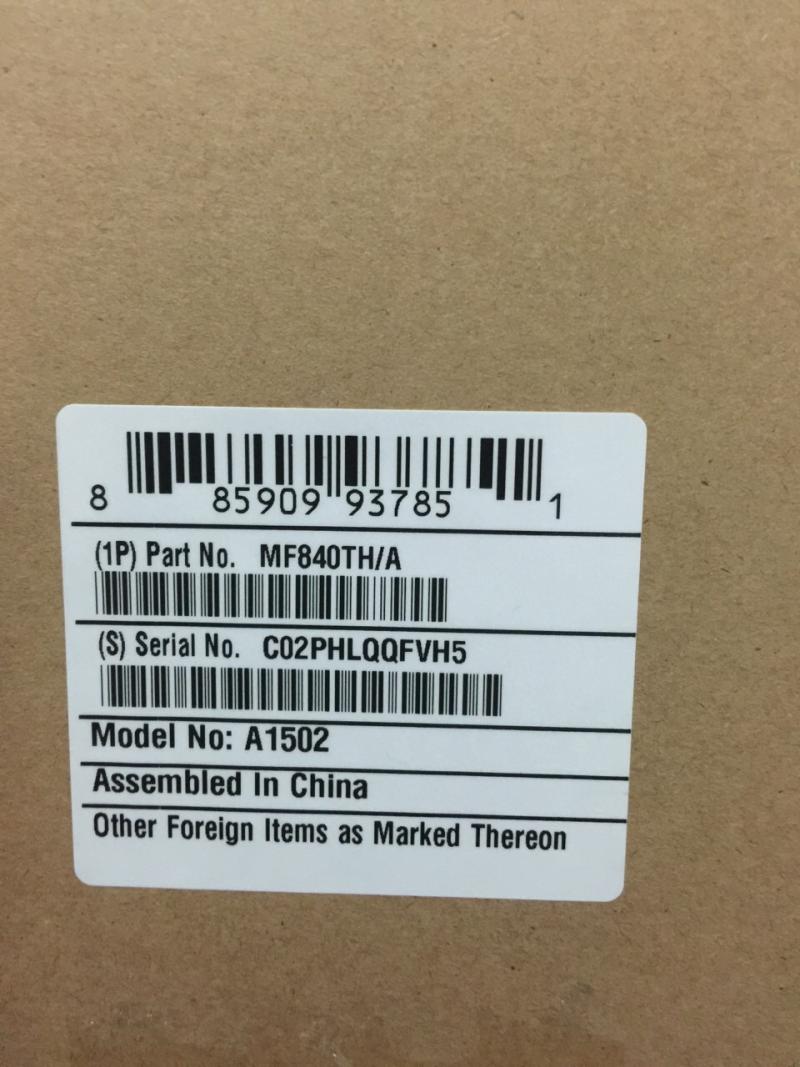 8 85909 93785 1
(1P) Part No. MF840TH/A
(S) Serial No. C02PHLQQFVH5
Model No: A1502
Assembled In China
Other Foreign Items as Marked Thereon